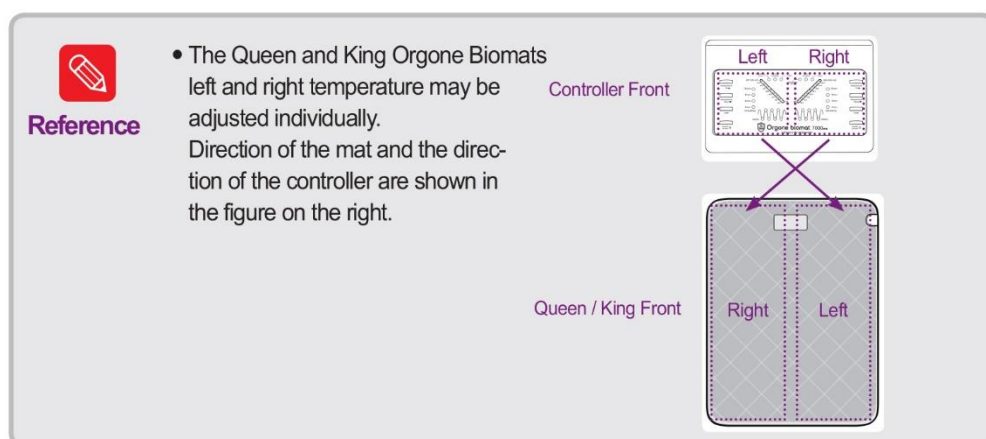 Reference
• The Queen and King Orgone Biomats
left and right temperature may be
adjusted individually.
Direction of the mat and the direc-
tion of the controller are shown in
the figure on the right.
Controller Front
Left Right
Orgone biomat 7000
Queen / King Front
Right Left